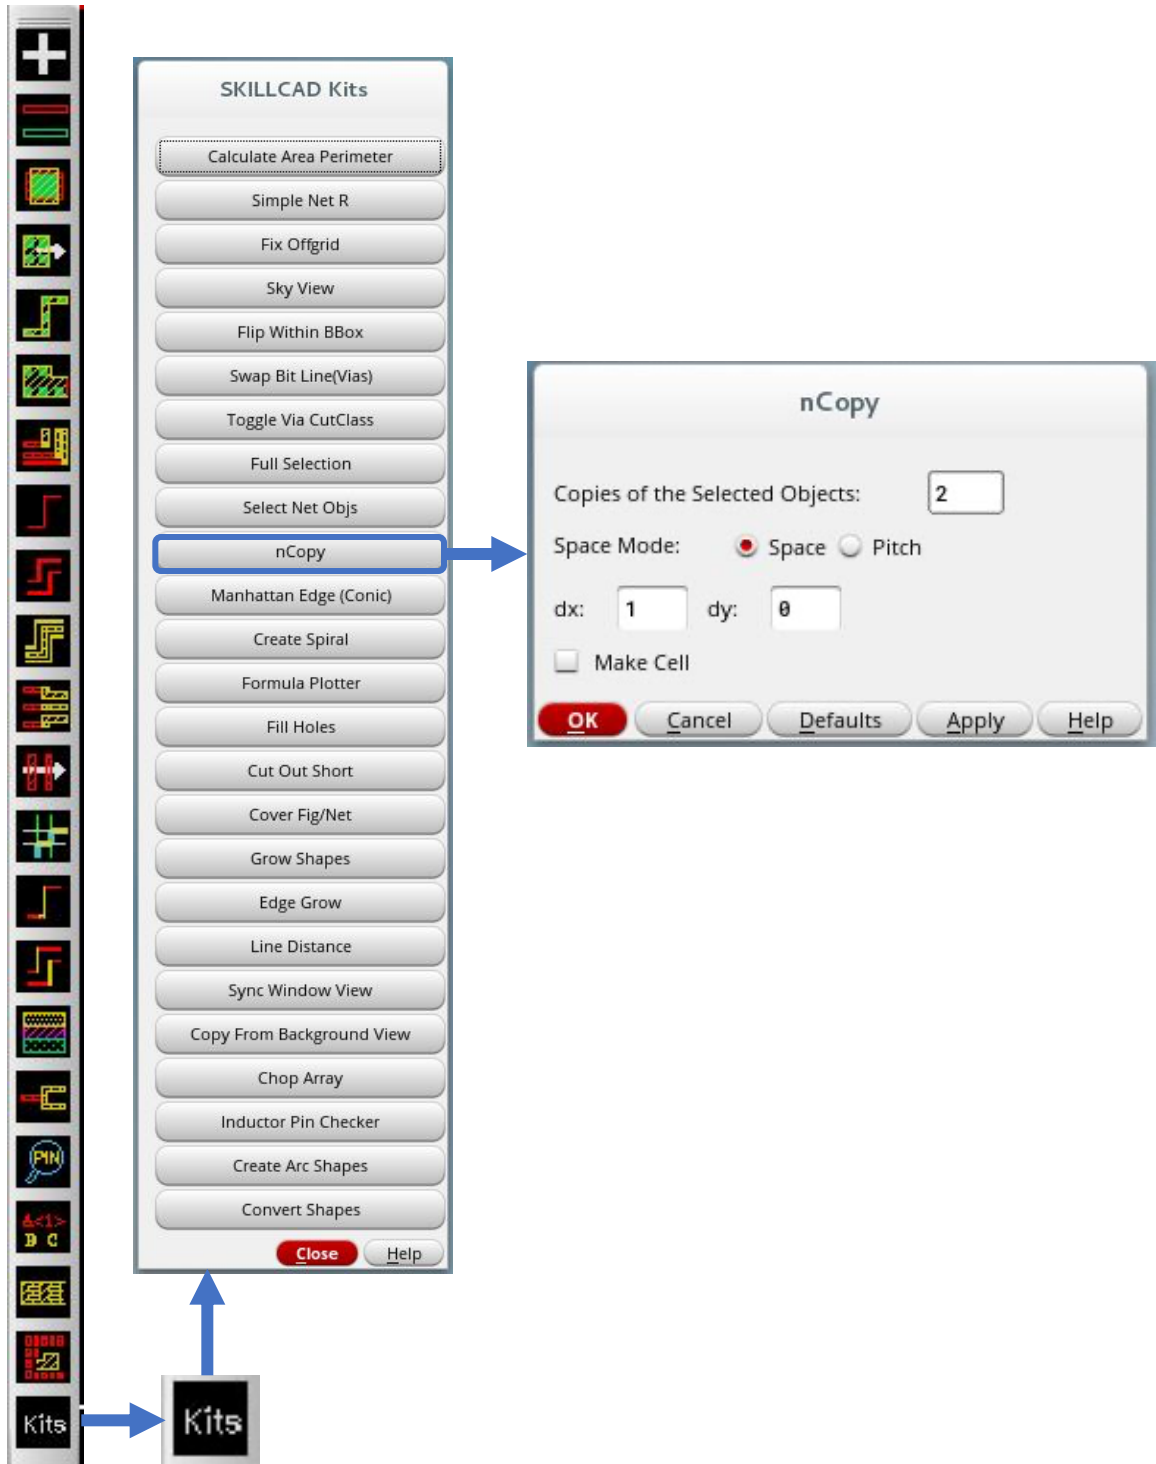 SKILLCAD Kits
Calculate Area Perimeter
Simple Net R
Fix Offgrid
Sky View
Flip Within BBox
Swap Bit Line(Vias)
Toggle Via CutClass
Full Selection
Select Net Objs
nCopy
Manhattan Edge (Conic)
Create Spiral
Formula Plotter
Fill Holes
Cut Out Short
Cover Fig/Net
Grow Shapes
Edge Grow
Line Distance
Sync Window View
Copy From Background View
Chop Array
Inductor Pin Checker
Create Arc Shapes
Convert Shapes
Close Help
nCopy
Copies of the Selected Objects: 2
Space Mode: Space Pitch
dx: 1 dy: 0
Make Cell
OK Cancel Defaults Apply Help
PIN
A<1>
B C
Kits
Kits